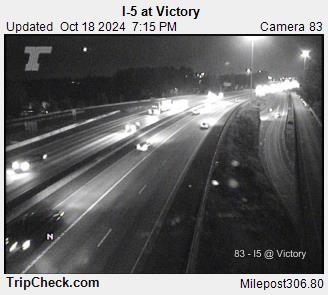 I-5 at Victory
Updated Oct 18 2024 7:15 PM Camera 83
T
N
83 - I5 @ Victory
TripCheck.com Milepost306.80